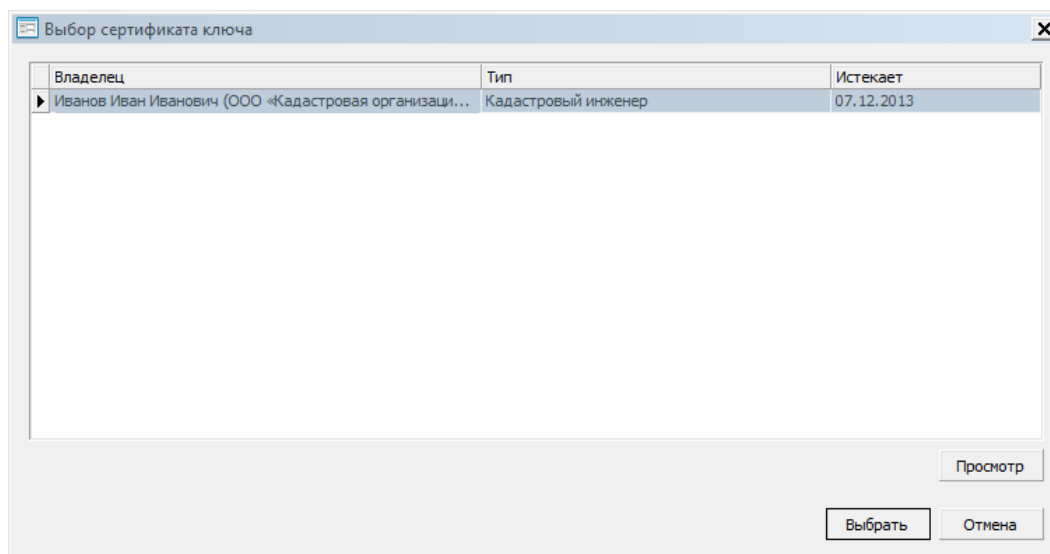 Выбор сертификата ключа
Владелец Тип Истекает
Иванов Иван Иванович (ООО «Кадастровая организаци... Кадастровый инженер 07.12.2013
Просмотр
Выбрать Отмена